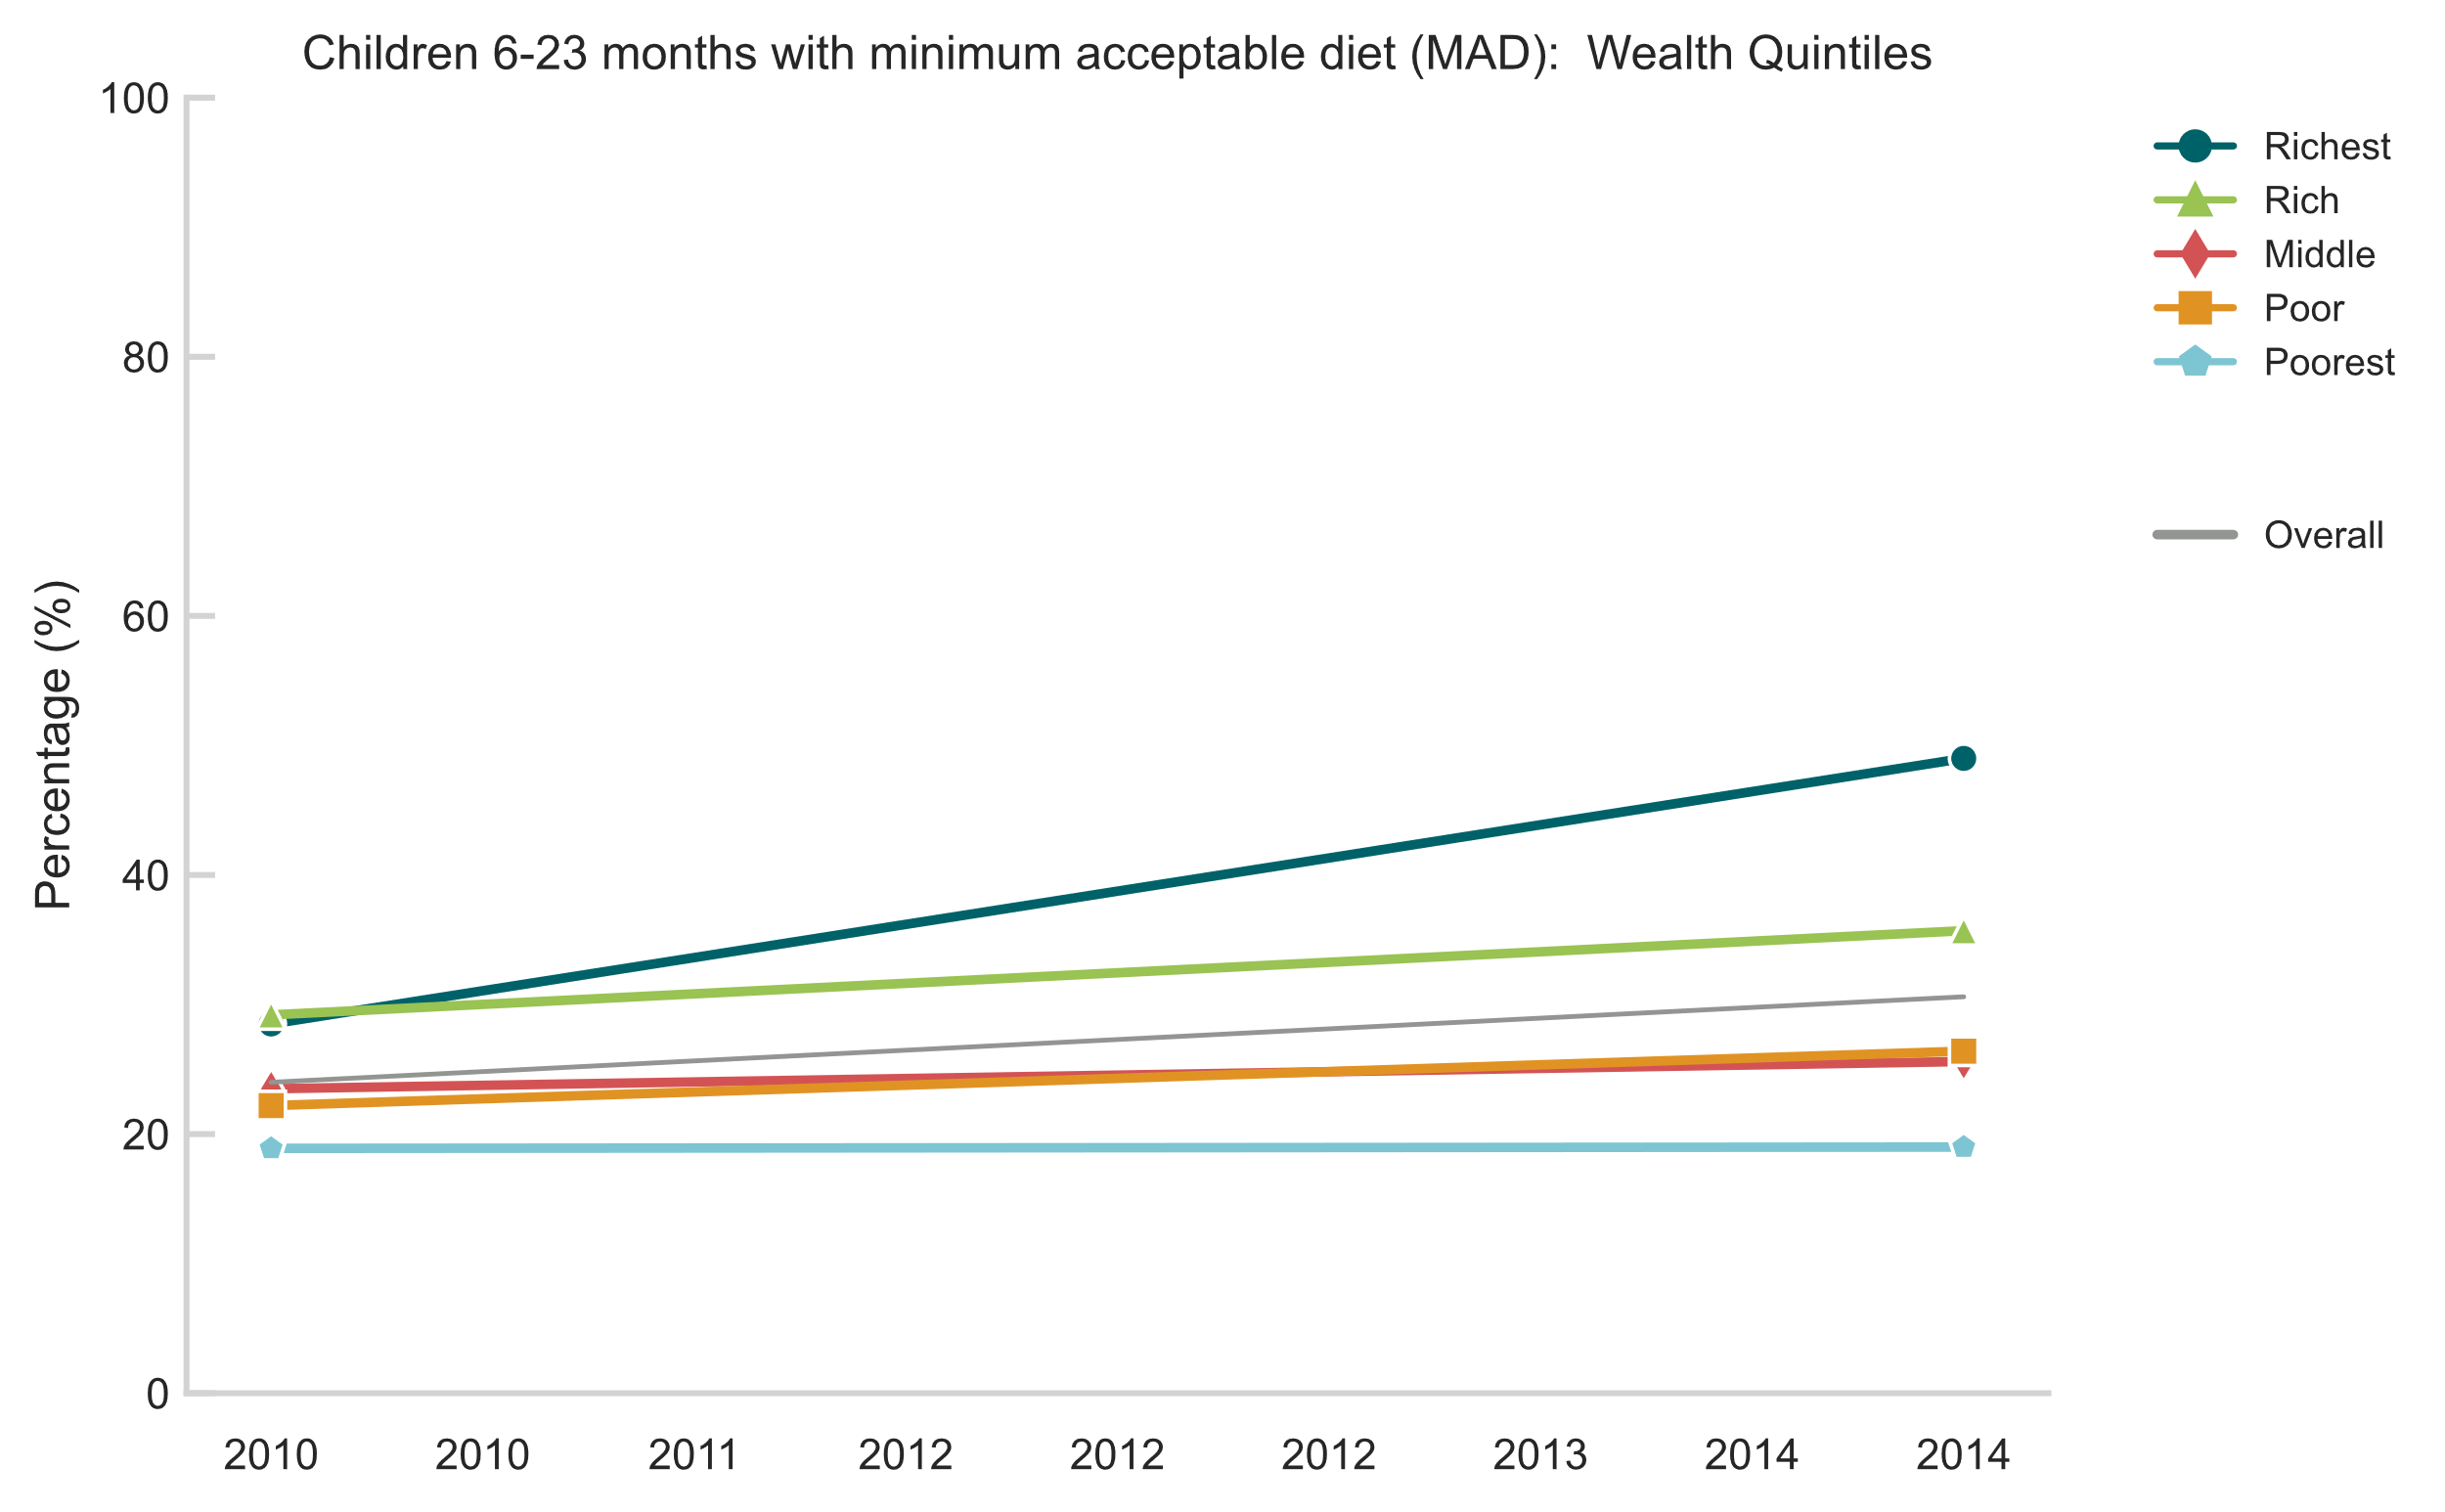 Children 6-23 months with minimum acceptable diet (MAD):  Wealth Quintiles
Percentage (%)
100
80
60
40
20
0
2010 2010 2011 2012 2012 2012 2013 2014 2014
Richest
Rich
Middle
Poor
Poorest
Overall